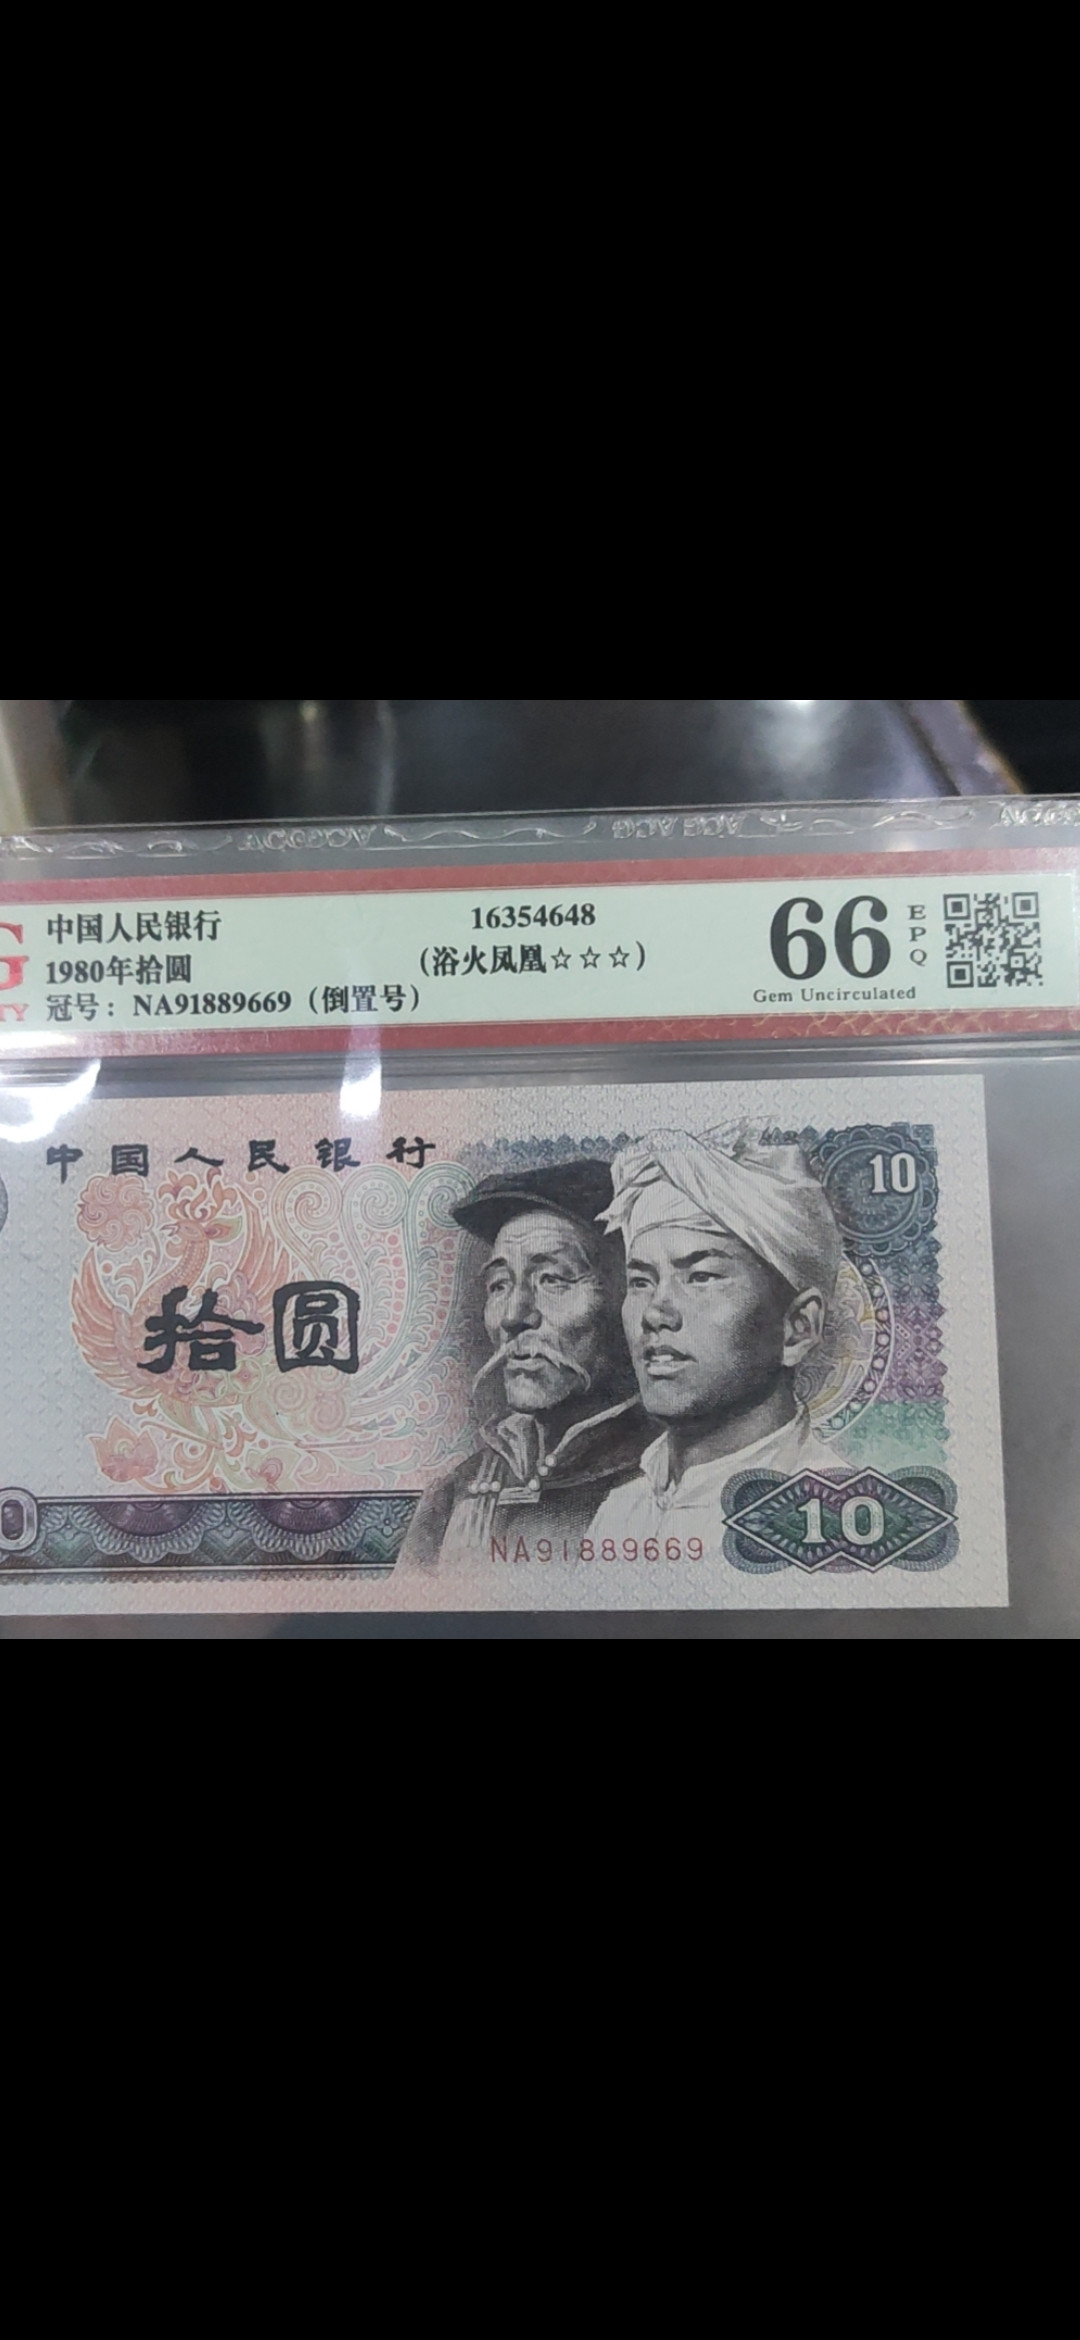 中国人民银行
1980年拾圆
冠号：NA91889669（倒置号）
16354648
（浴火凤凰☆☆☆）
66
EPQ
Gem Uncirculated
G
TY
中国人民银行
10
拾圆
0
NA91889669
10